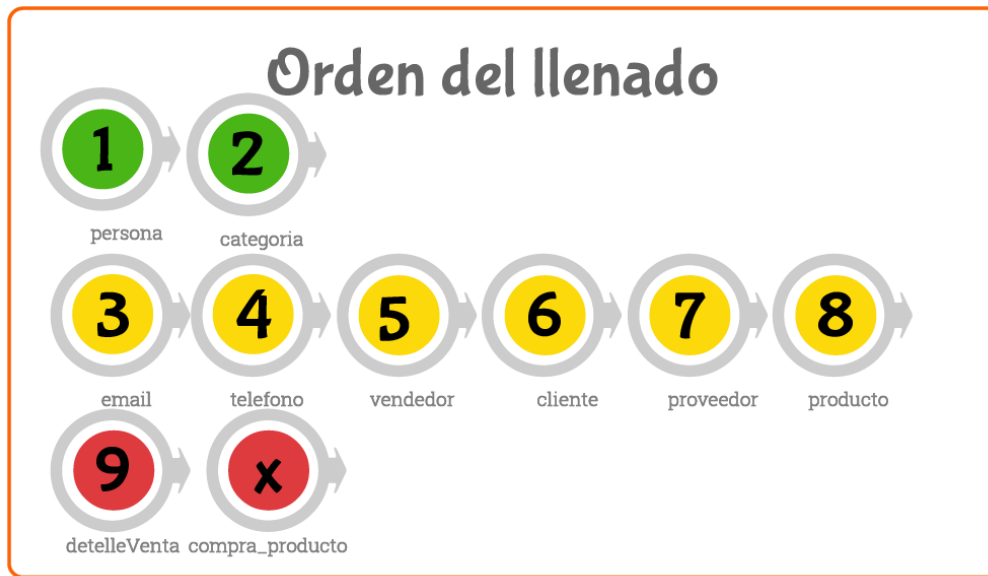 Orden del llenado
1 2
persona categoria
3 4 5 6 7 8
email telefono vendedor cliente proveedor producto
9 x
detelleVenta compra_producto